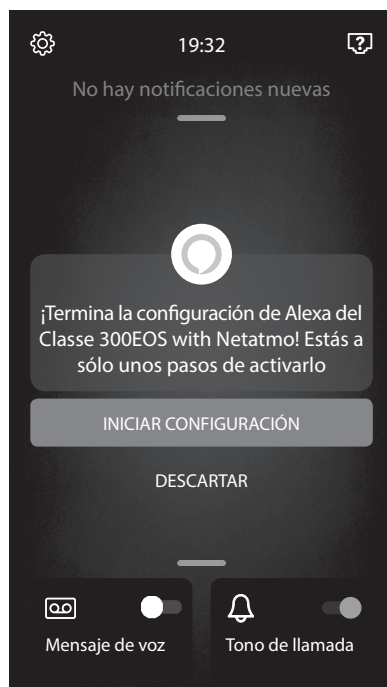 19:32
No hay notificaciones nuevas
¡Termina la configuración de Alexa del
Classe 300EOS with Netatmo! Estás a
sólo unos pasos de activarlo
INICIAR CONFIGURACIÓN
DESCARTAR
Mensaje de voz
Tono de llamada